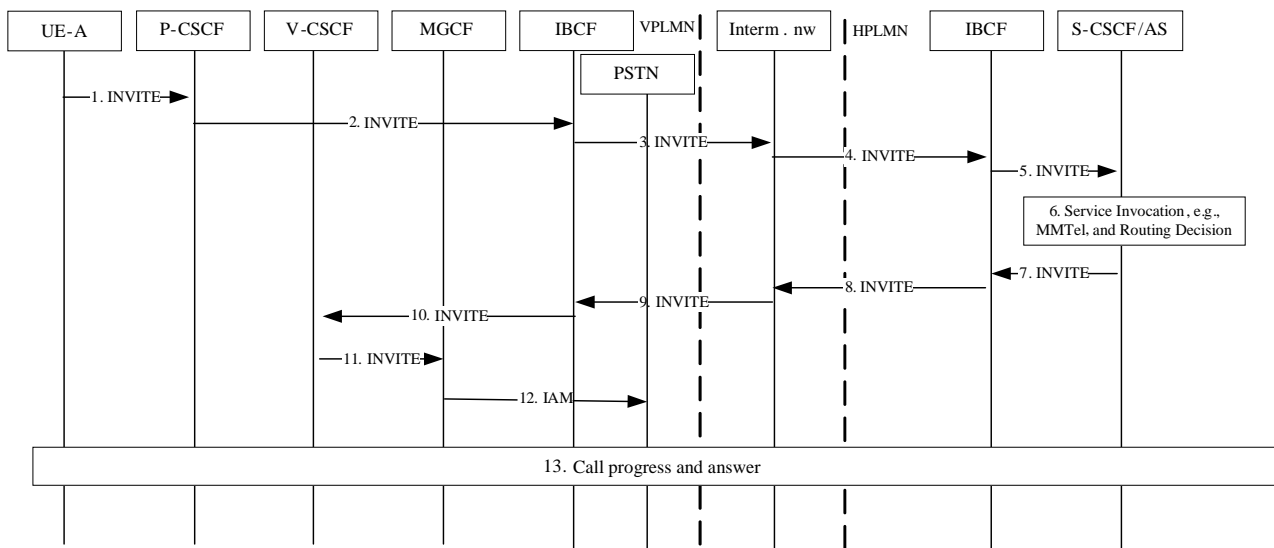 UE-A
P-CSCF
V-CSCF
MGCF
IBCF
VPLMN
Interm. nw
HPLMN
IBCF
S-CSCF/AS
PSTN
1. INVITE
2. INVITE
3. INVITE
4. INVITE
5. INVITE
6. Service Invocation, e.g.,
MMTel, and Routing Decision
7. INVITE
8. INVITE
9. INVITE
10. INVITE
11. INVITE
12. IAM
13. Call progress and answer